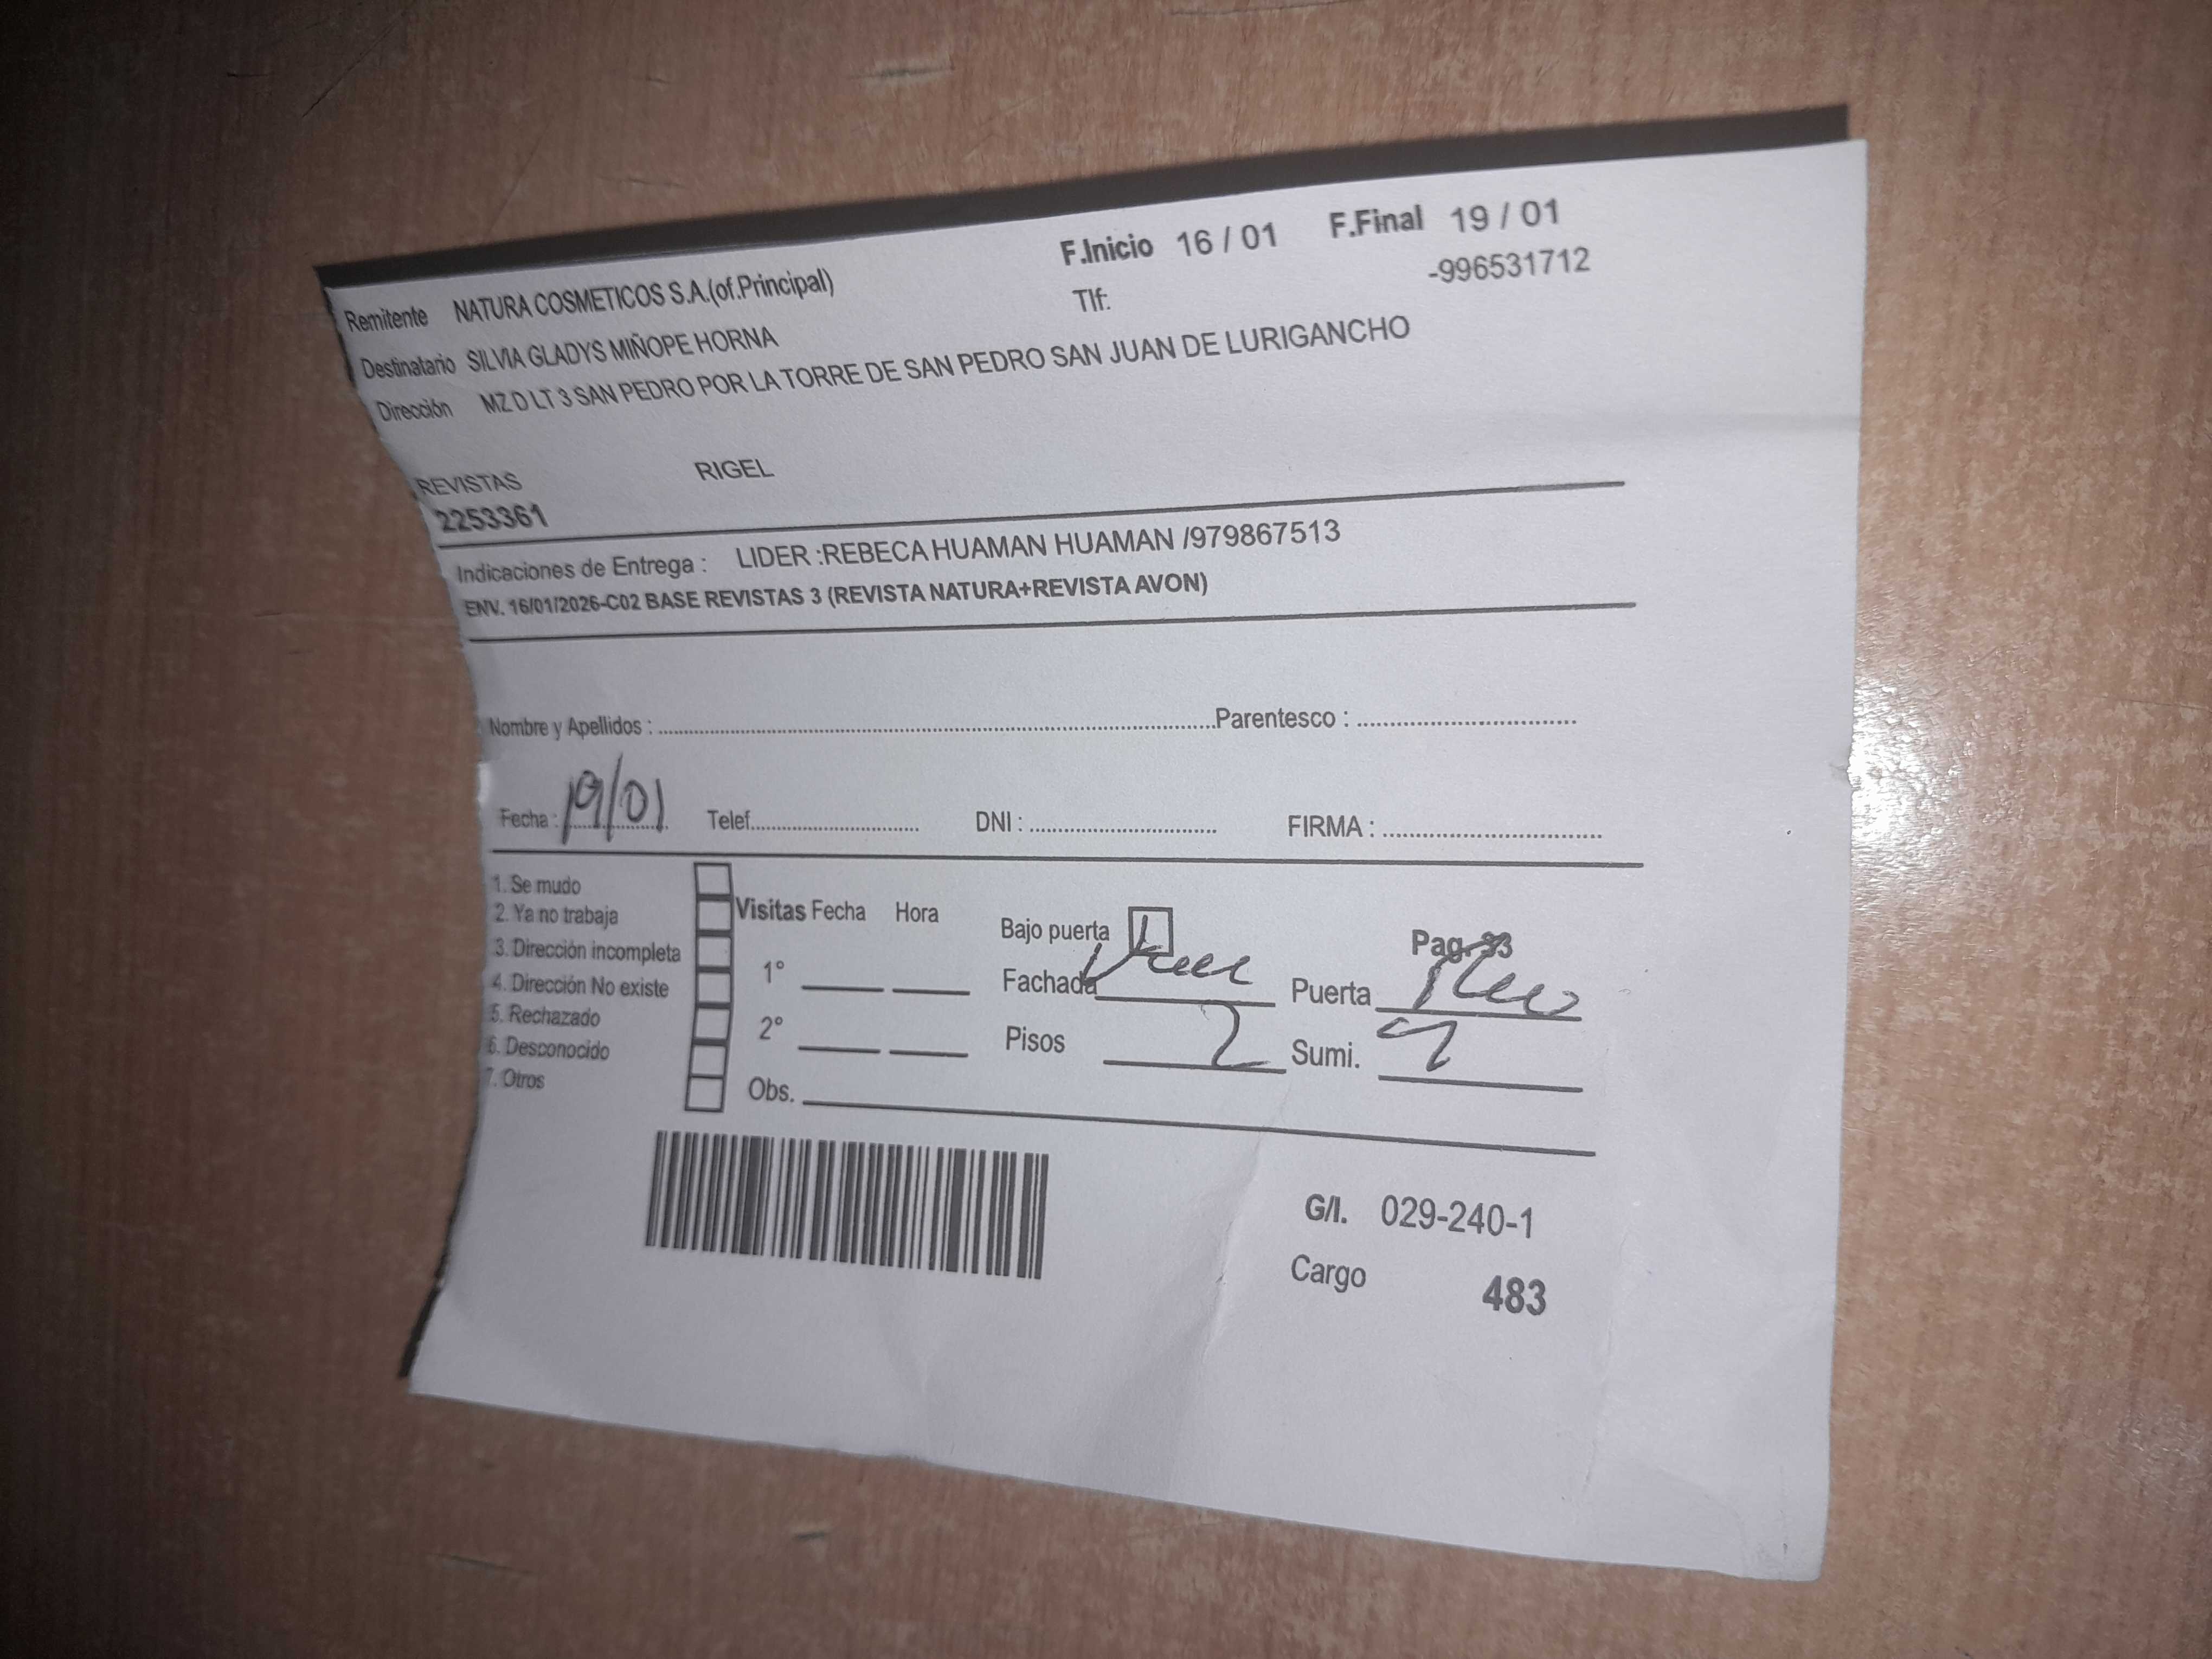 F.Inicio 16 / 01 F.Final 19 / 01
Remitente NATURA COSMETICOS S.A.(of.Principal) Tlf: -996531712
Destinatario SILVIA GLADYS MIÑOPE HORNA
Dirección MZ D LT 3 SAN PEDRO POR LA TORRE DE SAN PEDRO SAN JUAN DE LURIGANCHO
REVISTAS RIGEL
2253361
Indicaciones de Entrega : LIDER :REBECA HUAMAN HUAMAN /979867513
ENV. 16/01/2026-C02 BASE REVISTAS 3 (REVISTA NATURA+REVISTA AVON)
Nombre y Apellidos : Parentesco :
Fecha : 19/01 Telef. DNI : FIRMA :
1. Se mudo
2. Ya no trabaja
3. Dirección incompleta
4. Dirección No existe
5. Rechazado
6. Desconocido
7. Otros
Visitas Fecha Hora
1°
2°
Obs.
Bajo puerta Pag.
Fachada Puerta
Pisos 2 Sumi.
G/I. 029-240-1
Cargo 483